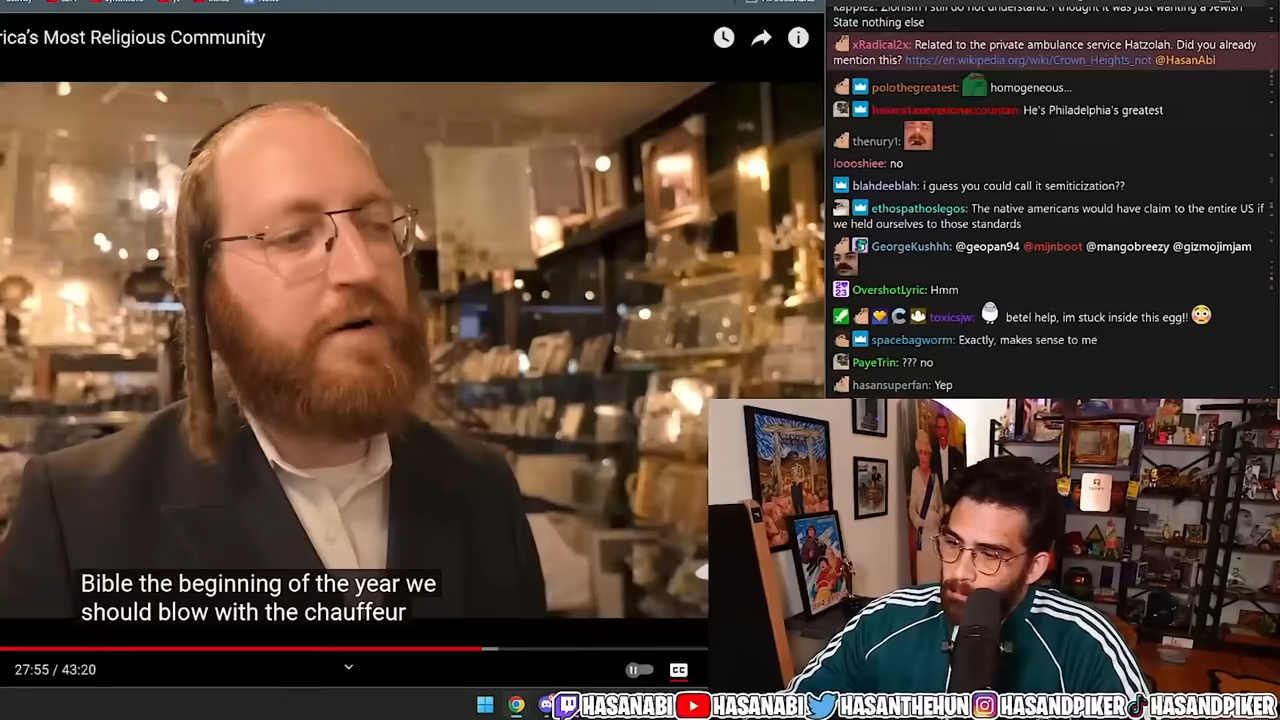 rica's Most Religious Community
Bible the beginning of the year we
should blow with the chauffeur
27:55 / 43:20
CC
Kapple2: Zionism I still do not understand. I thought it was just wanting a Jewish
State nothing else
xRadical2x: Related to the private ambulance service Hatzolah. Did you already
mention this? https://en.wikipedia.org/wiki/Crown_Heights_riot @HasanAbi
polothegreatest: homogeneous...
hasanstaxevasionaccountan: He's Philadelphia's greatest
thenury1:
loooshiee: no
blahdeeblah: i guess you could call it semiticization??
ethospathoslegos: The native americans would have claim to the entire US if
we held ourselves to those standards
GeorgeKushhh: @geopan94 @mijnboot @mangobreezy @gizmojimjam
OvershotLyric: Hmm
toxicsjw: betel help, im stuck inside this egg!!
spacebagworm: Exactly, makes sense to me
PayeTrin: ??? no
hasansuperfan: Yep
HASANABI HASANABI HASANTHEHUN HASANDPIKER HASANDPIKER